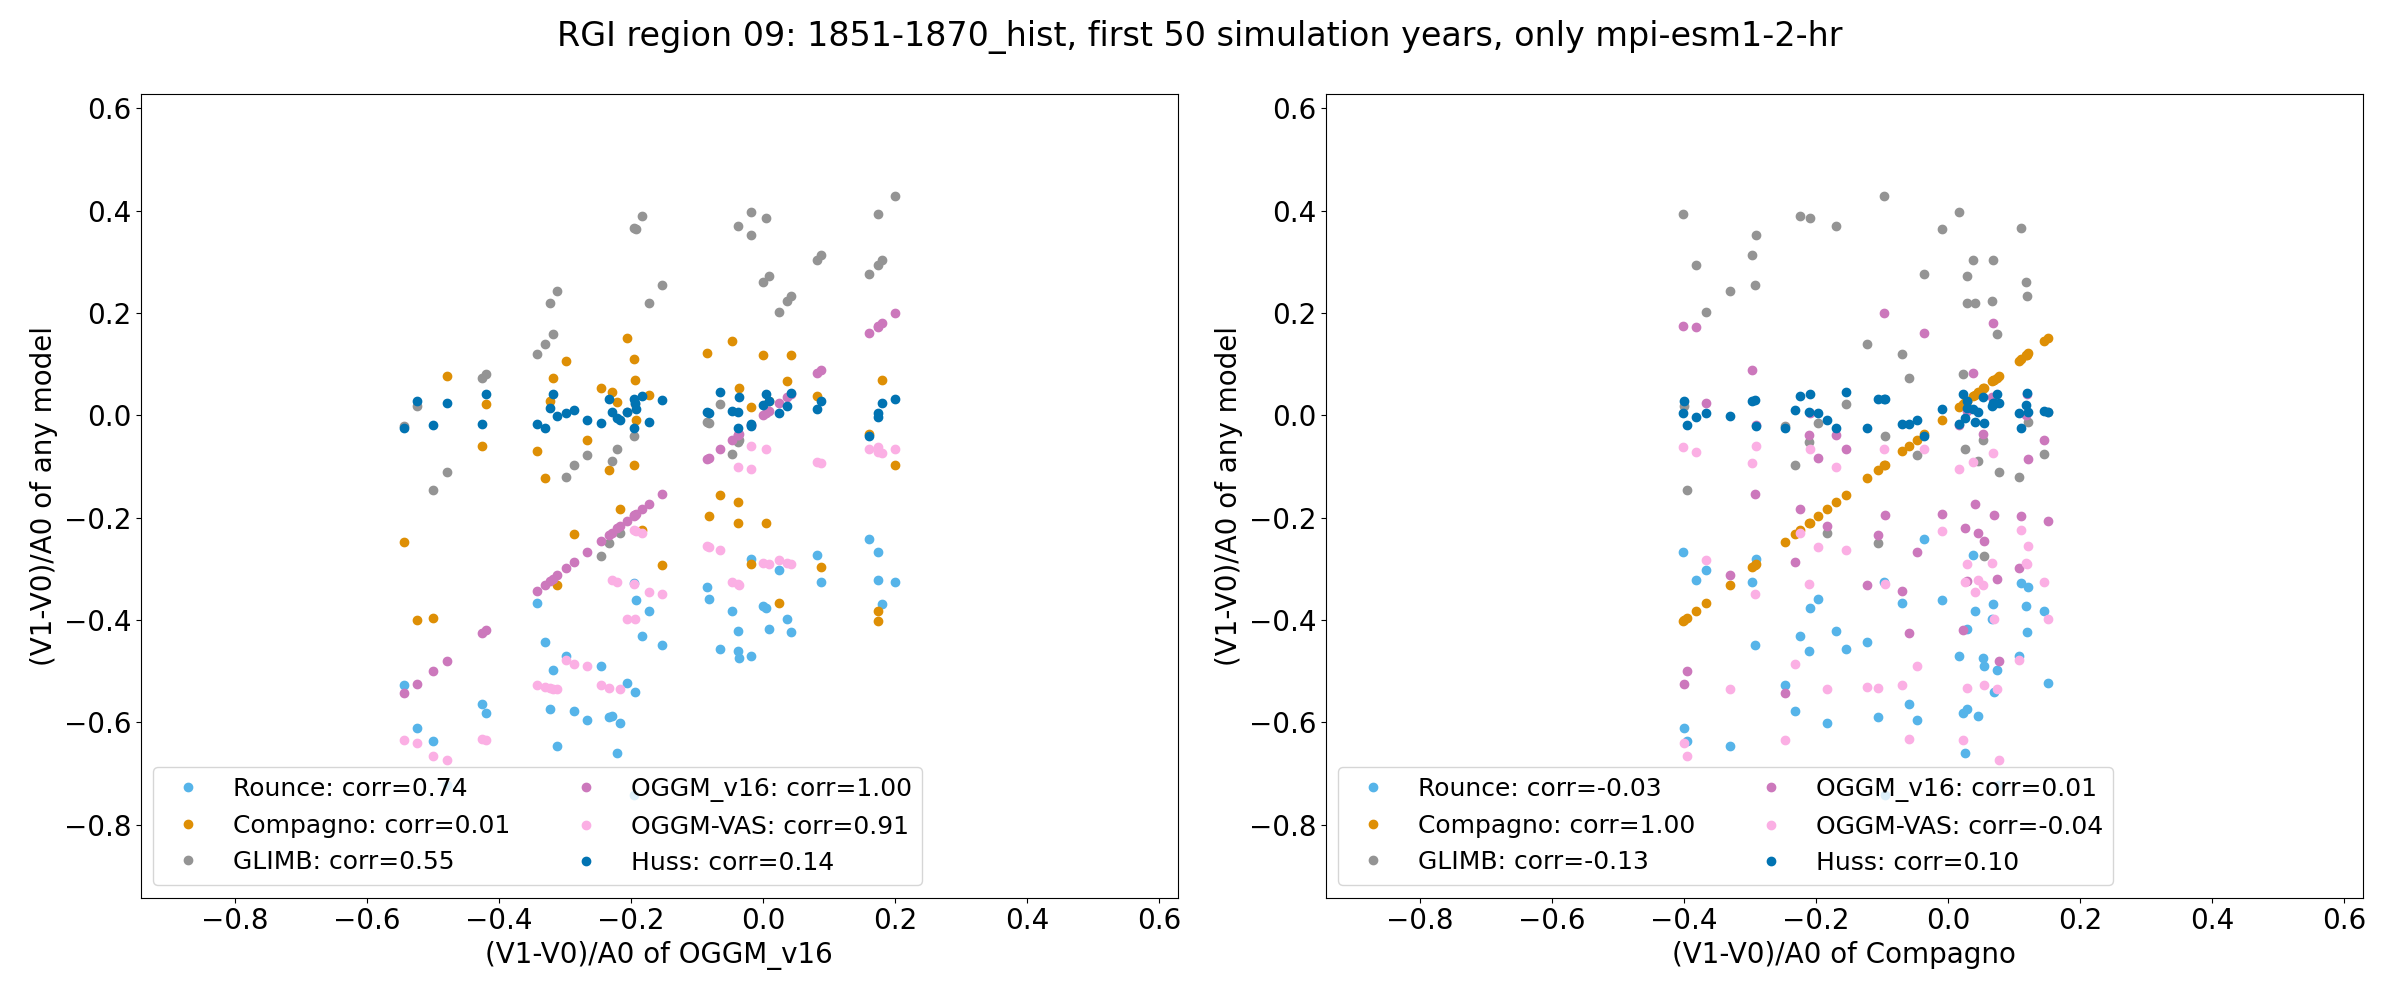 RGI region 09: 1851-1870_hist, first 50 simulation years, only mpi-esm1-2-hr
(V1-V0)/A0 of any model
0.6
0.4
0.2
0.0
−0.2
−0.4
−0.6
−0.8
Rounce: corr=0.74
Compagno: corr=0.01
GLIMB: corr=0.55
OGGM_v16: corr=1.00
OGGM-VAS: corr=0.91
Huss: corr=0.14
−0.8 −0.6 −0.4 −0.2 0.0 0.2 0.4 0.6
(V1-V0)/A0 of OGGM_v16
(V1-V0)/A0 of any model
0.6
0.4
0.2
0.0
−0.2
−0.4
−0.6
−0.8
Rounce: corr=-0.03
Compagno: corr=1.00
GLIMB: corr=-0.13
OGGM_v16: corr=0.01
OGGM-VAS: corr=-0.04
Huss: corr=0.10
−0.8 −0.6 −0.4 −0.2 0.0 0.2 0.4 0.6
(V1-V0)/A0 of Compagno